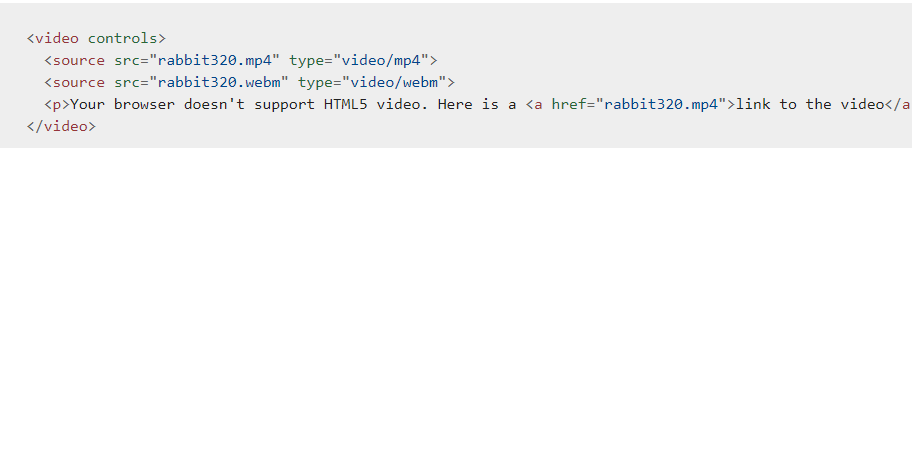 <video controls>
  <source src="rabbit320.mp4" type="video/mp4">
  <source src="rabbit320.webm" type="video/webm">
  <p>Your browser doesn't support HTML5 video. Here is a <a href="rabbit320.mp4">link to the video</a
</video>